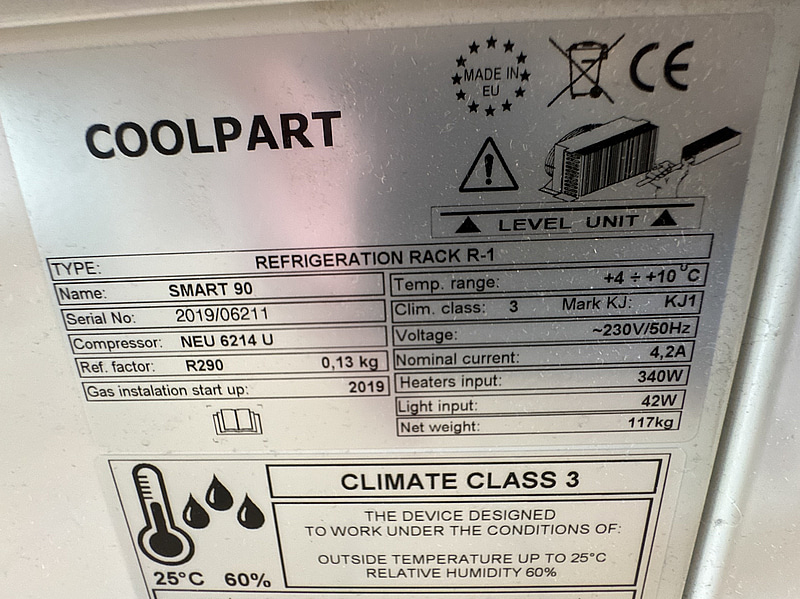 MADE IN
EU
CE
COOLPART
LEVEL UNIT
TYPE: REFRIGERATION RACK R-1
Name: SMART 90
Serial No: 2019/06211
Compressor: NEU 6214 U
Ref. factor: R290 0,13 kg
Gas instalation start up: 2019
Temp. range: +4 ÷ +10 °C
Clim. class: 3 Mark KJ: KJ1
Voltage: ~230V/50Hz
Nominal current: 4,2A
Heaters input: 340W
Light input: 42W
Net weight: 117kg
25°C 60%
CLIMATE CLASS 3
THE DEVICE DESIGNED
TO WORK UNDER THE CONDITIONS OF:
OUTSIDE TEMPERATURE UP TO 25°C
RELATIVE HUMIDITY 60%